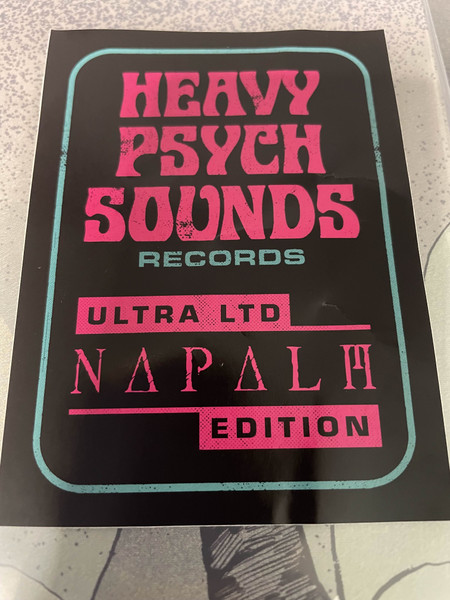 HEAVY
PSYCH
SOUNDS
RECORDS
ULTRA LTD
NAPALM
EDITION